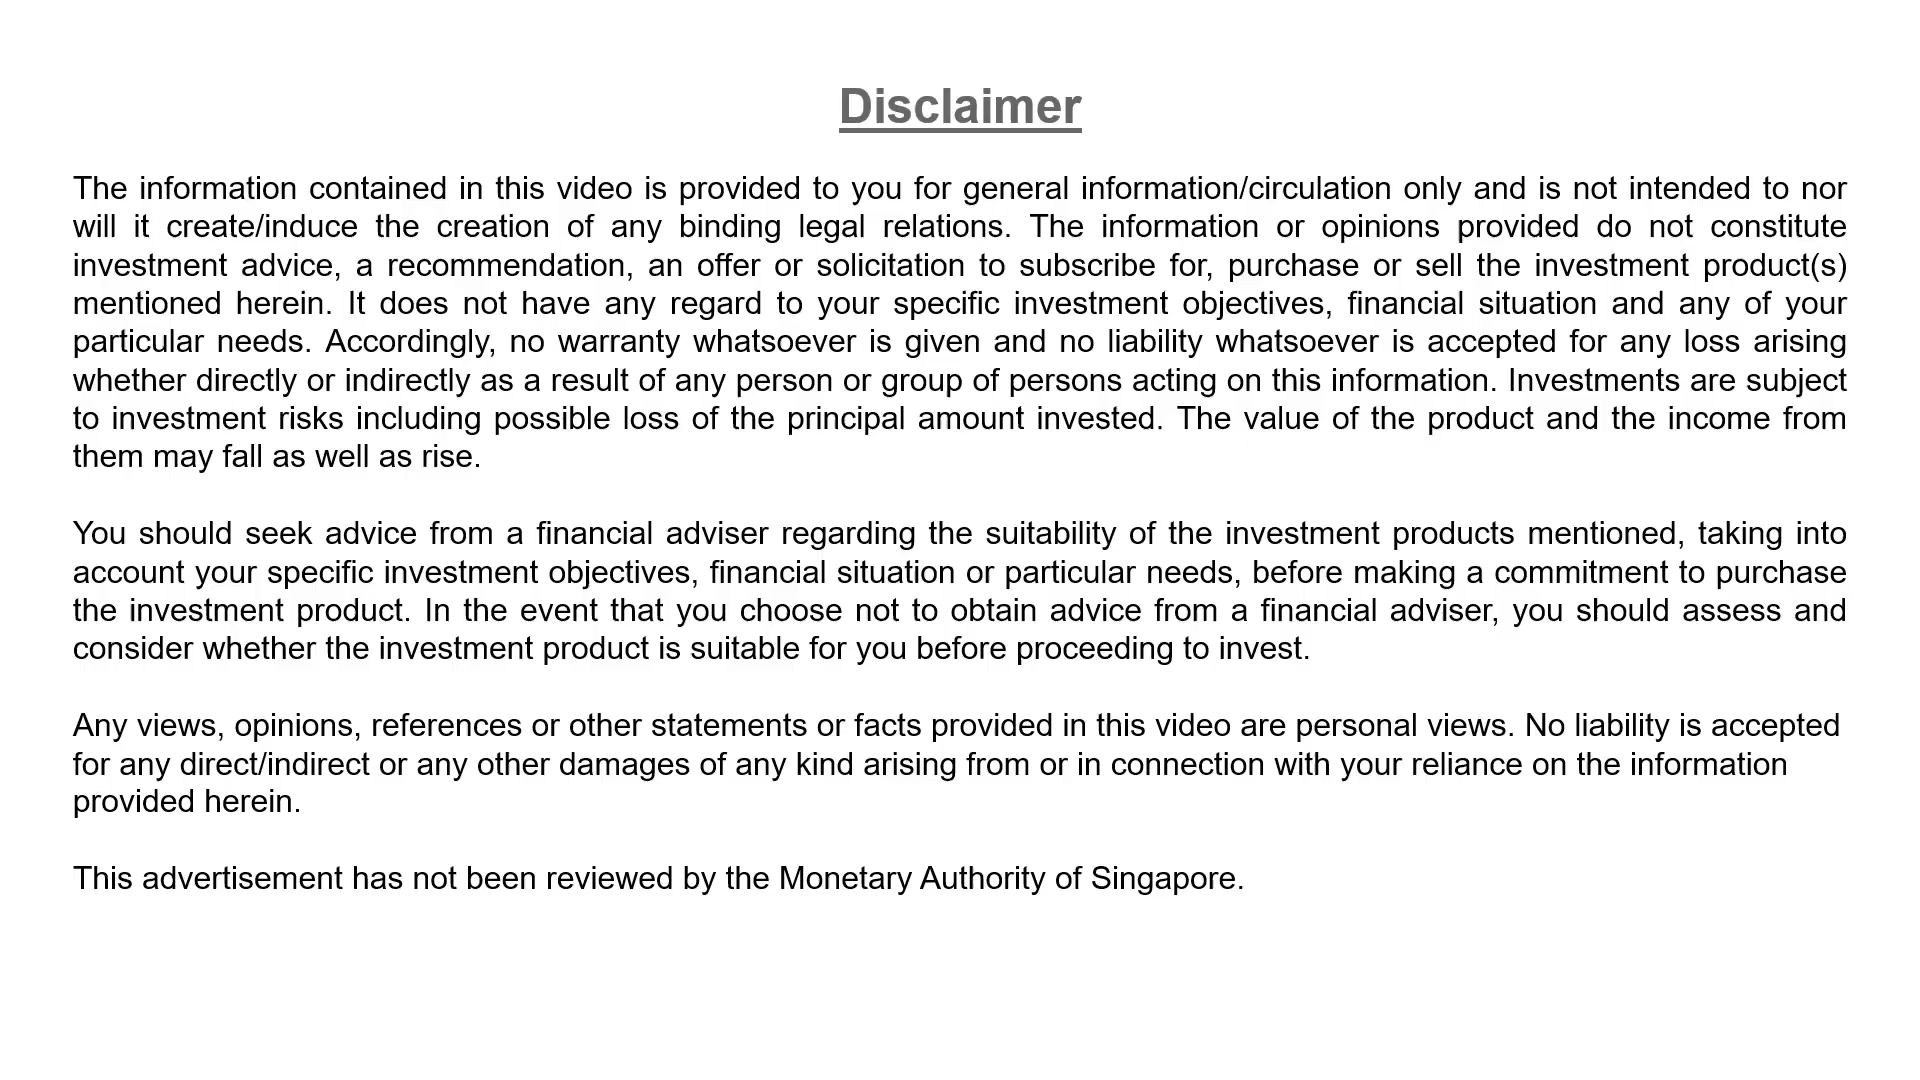 Disclaimer
The information contained in this video is provided to you for general information/circulation only and is not intended to nor
will it create/induce the creation of any binding legal relations. The information or opinions provided do not constitute
investment advice, a recommendation, an offer or solicitation to subscribe for, purchase or sell the investment product(s)
mentioned herein. It does not have any regard to your specific investment objectives, financial situation and any of your
particular needs. Accordingly, no warranty whatsoever is given and no liability whatsoever is accepted for any loss arising
whether directly or indirectly as a result of any person or group of persons acting on this information. Investments are subject
to investment risks including possible loss of the principal amount invested. The value of the product and the income from
them may fall as well as rise.
You should seek advice from a financial adviser regarding the suitability of the investment products mentioned, taking into
account your specific investment objectives, financial situation or particular needs, before making a commitment to purchase
the investment product. In the event that you choose not to obtain advice from a financial adviser, you should assess and
consider whether the investment product is suitable for you before proceeding to invest.
Any views, opinions, references or other statements or facts provided in this video are personal views. No liability is accepted
for any direct/indirect or any other damages of any kind arising from or in connection with your reliance on the information
provided herein.
This advertisement has not been reviewed by the Monetary Authority of Singapore.